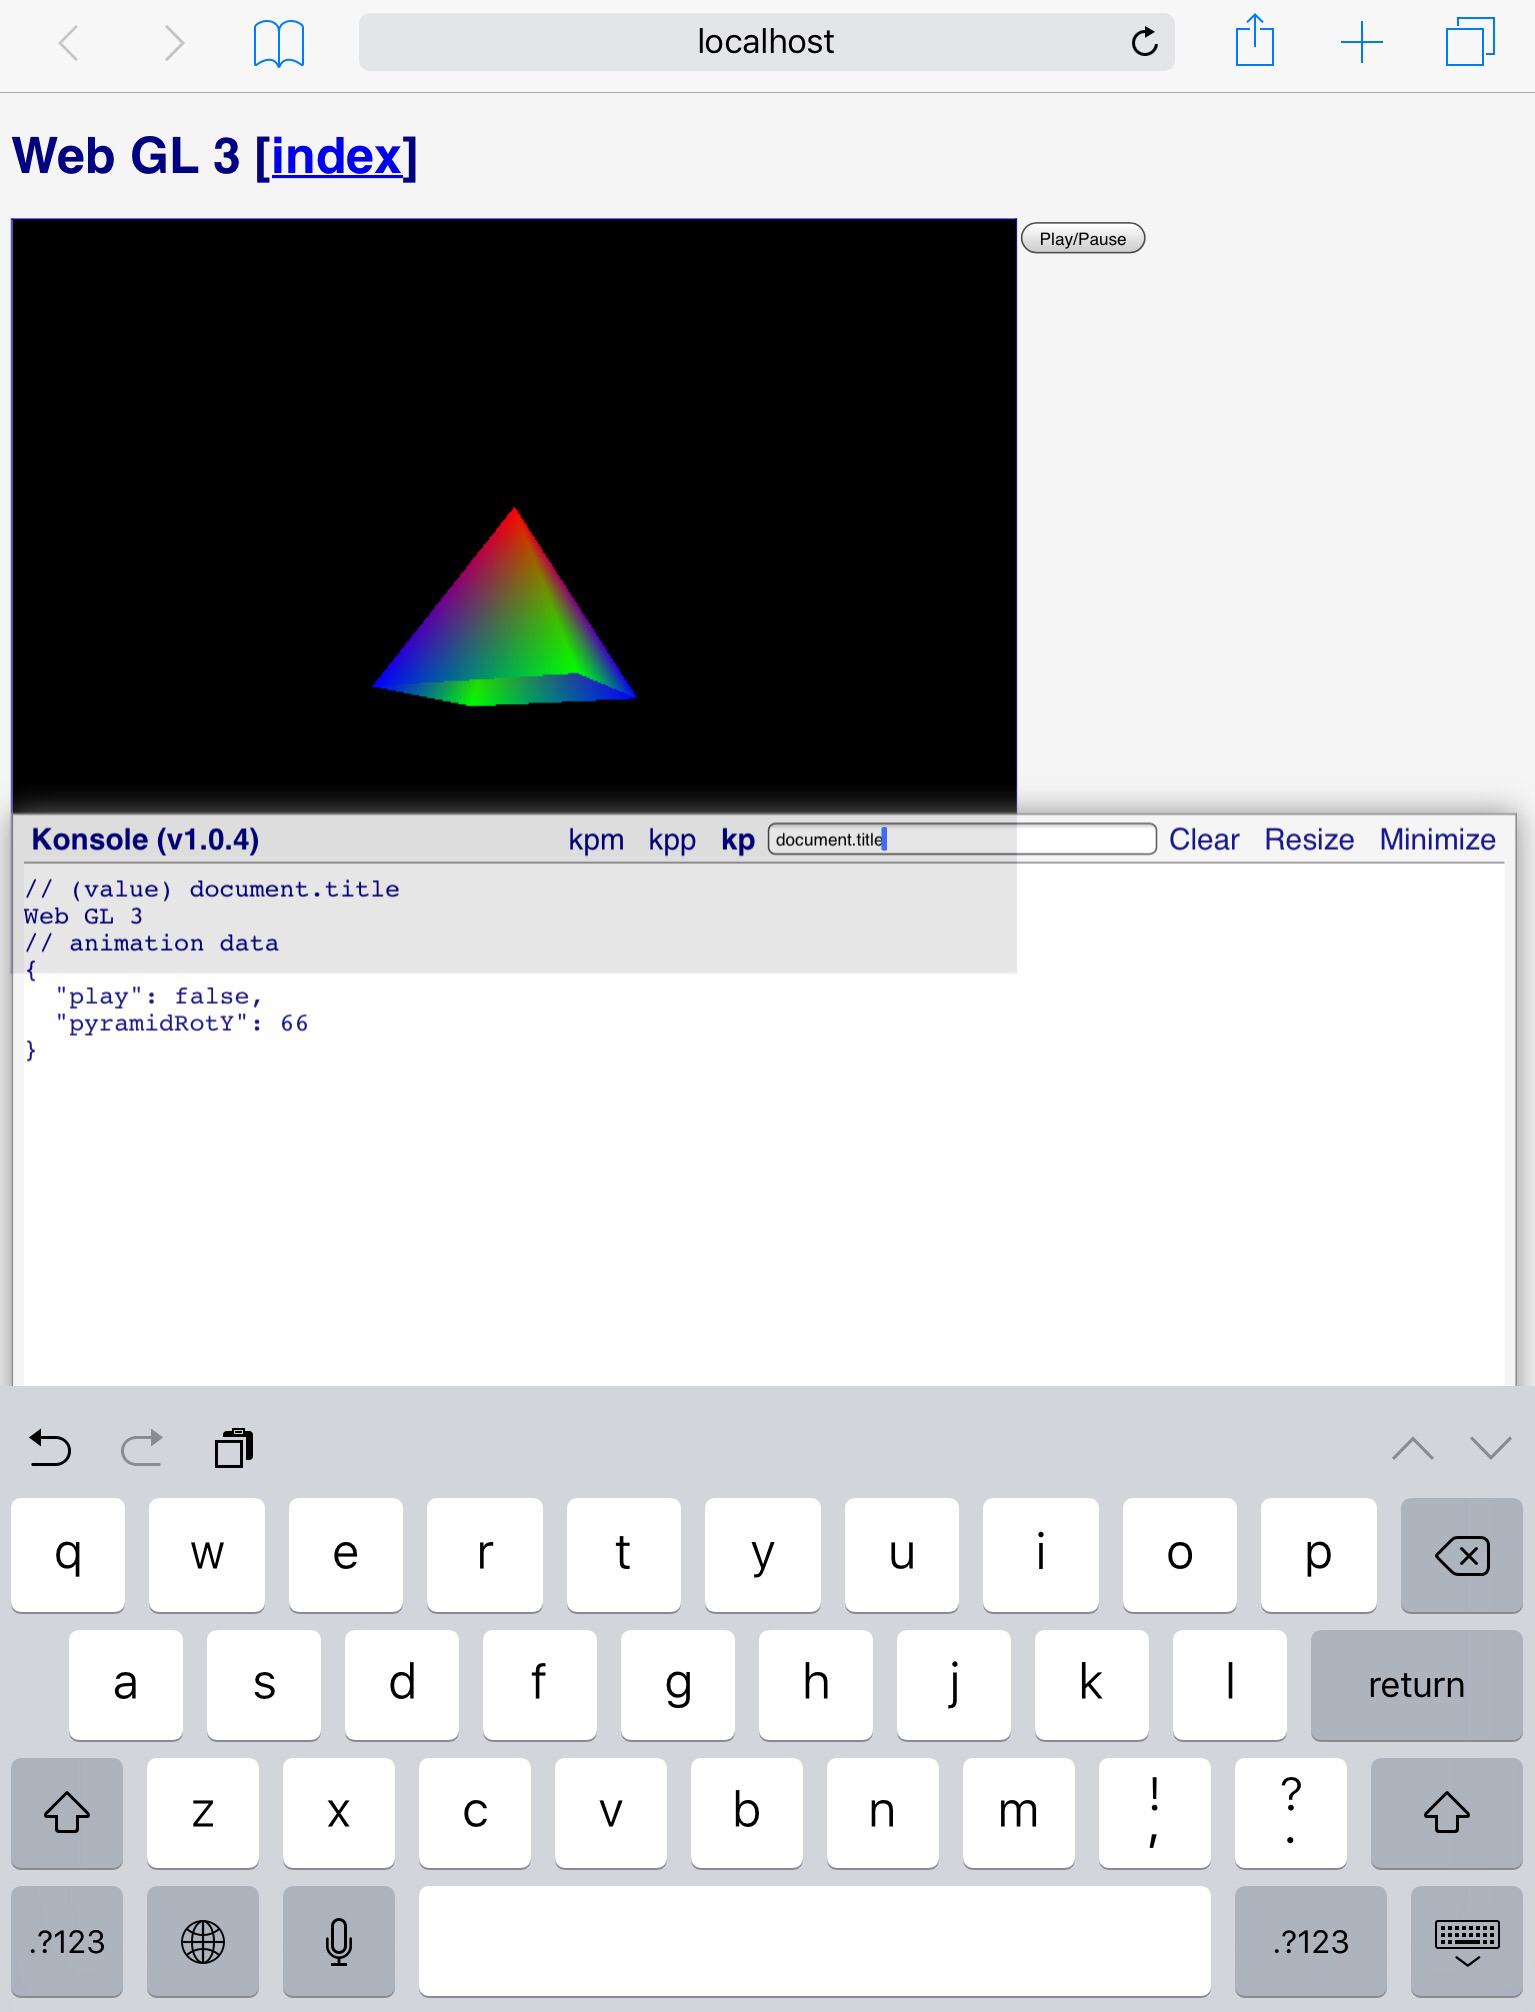 localhost
Web GL 3 [index]
Play/Pause
Konsole (v1.0.4) kpm kpp kp document.title Clear Resize Minimize
// (value) document.title
Web GL 3
// animation data
{
  "play": false,
  "pyramidRotY": 66
}
q w e r t y u i o p
a s d f g h j k l return
z x c v b n m ! , ? .
.?123 .?123